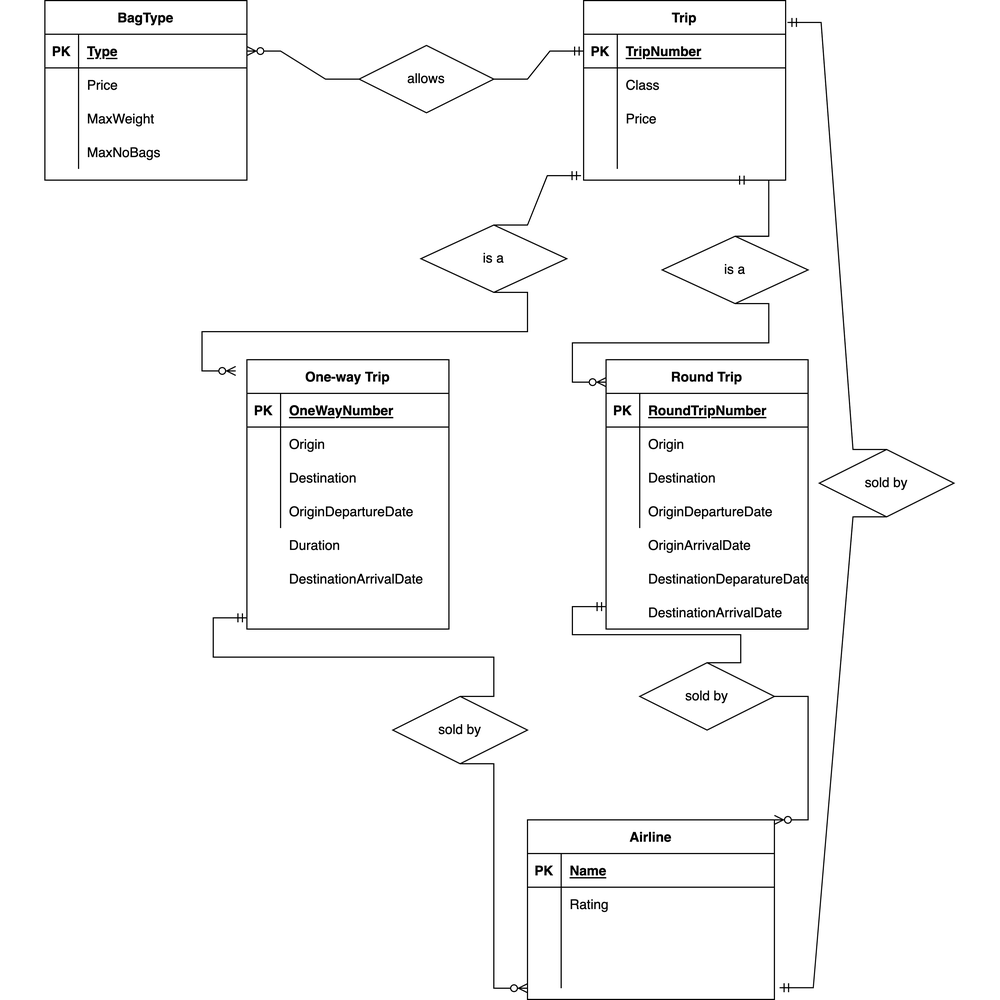 BagType
PK Type
Price
MaxWeight
MaxNoBags
allows
Trip
PK TripNumber
Class
Price
is a
is a
One-way Trip
PK OneWayNumber
Origin
Destination
OriginDepartureDate
Duration
DestinationArrivalDate
Round Trip
PK RoundTripNumber
Origin
Destination
OriginDepartureDate
OriginArrivalDate
DestinationDeparatureDate
DestinationArrivalDate
sold by
sold by
sold by
Airline
PK Name
Rating